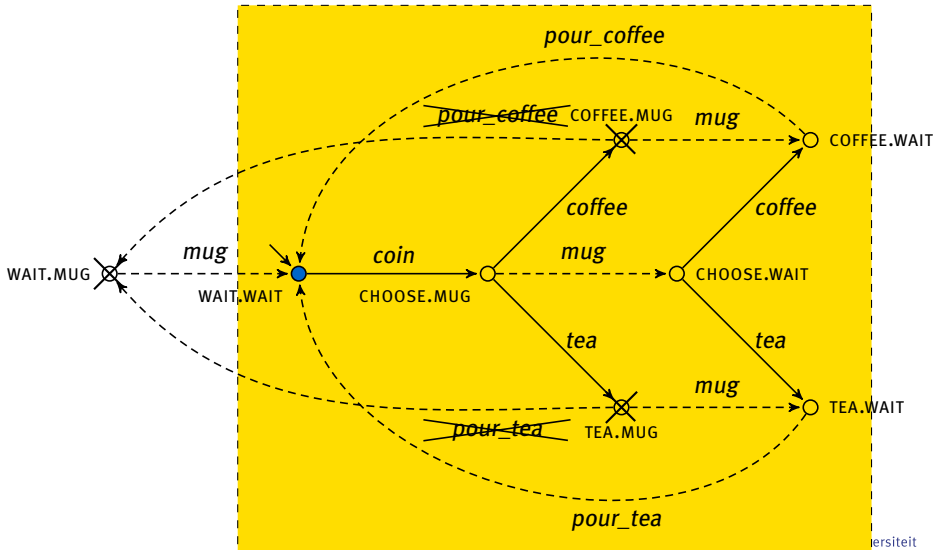 pour_coffee
pour_coffee COFFEE.MUG mug
COFFEE.WAIT
coffee coffee
mug coin mug
WAIT.MUG CHOOSE.WAIT
WAIT.WAIT CHOOSE.MUG
tea tea
mug
TEA.WAIT
pour_tea TEA.MUG
pour_tea
ersiteit